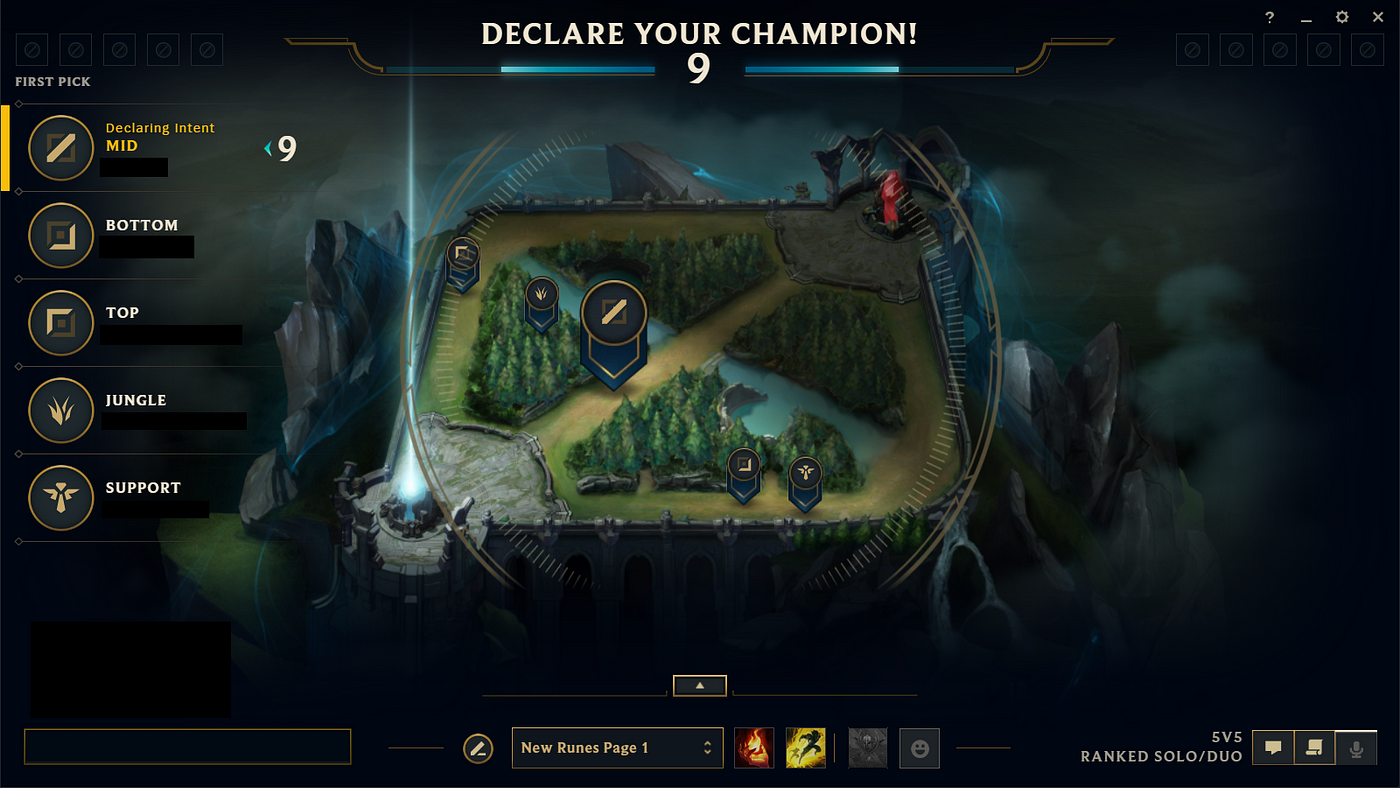 ?
DECLARE YOUR CHAMPION!
9
FIRST PICK
Declaring Intent
MID
9
BOTTOM
TOP
JUNGLE
SUPPORT
New Runes Page 1
5V5
RANKED SOLO/DUO